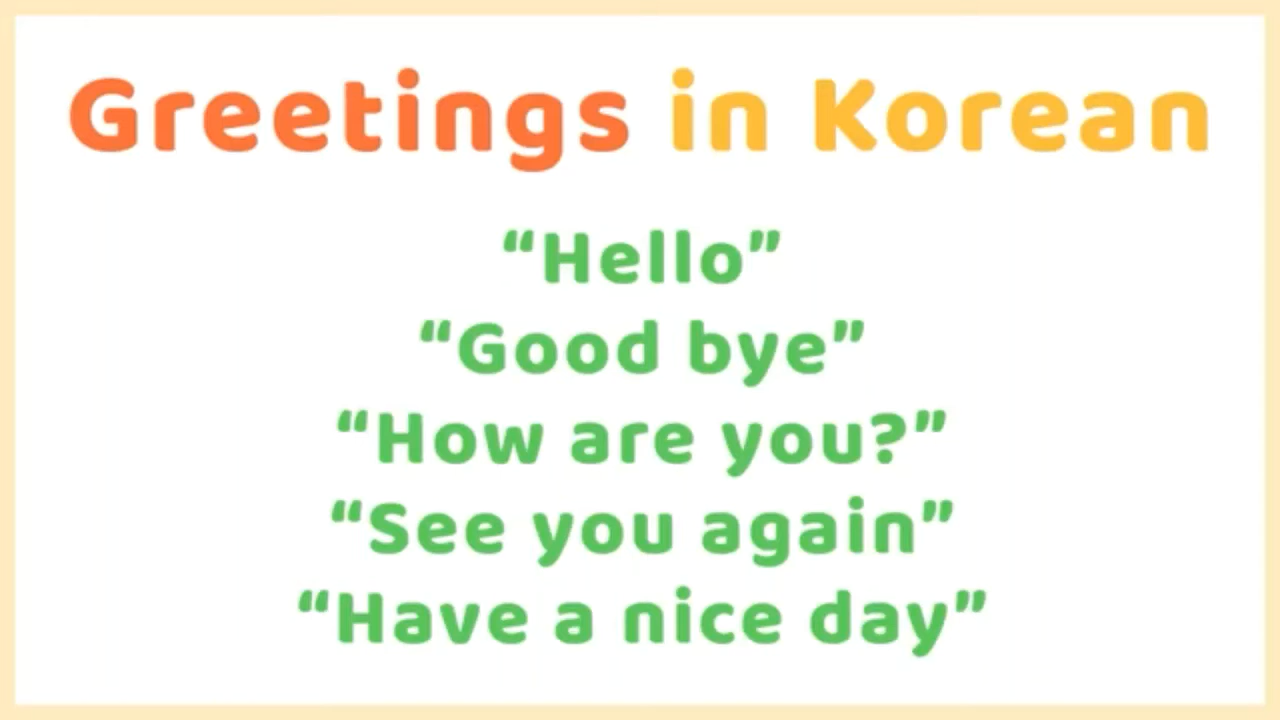 Greetings in Korean
“Hello”
“Good bye”
“How are you?”
“See you again”
“Have a nice day”